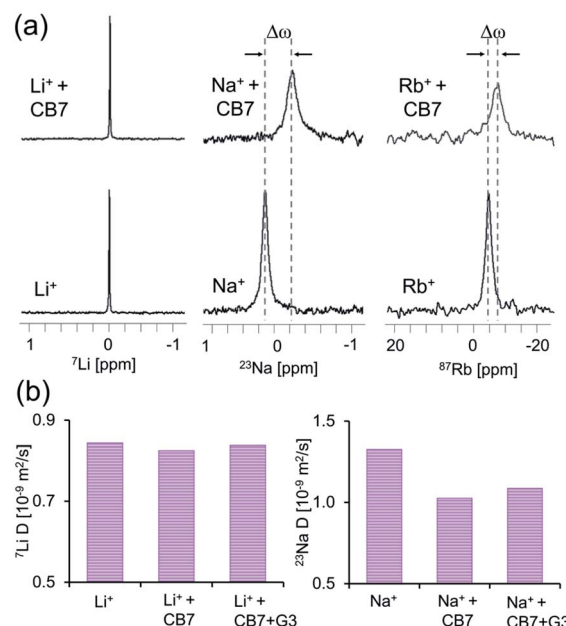 (a)
Δω
Δω
Li⁺ +
CB7
Na⁺ +
CB7
Rb⁺ +
CB7
Li⁺
Na⁺
Rb⁺
1 0 -1
⁷Li [ppm]
1 0 -1
²³Na [ppm]
22 0 -20
⁸⁷Rb [ppm]
(b)
⁷Li D [10⁻⁹ m²/s]
0.9
0.7
0.5
Li⁺
Li⁺ +
CB7
Li⁺ +
CB7+G3
²³Na D [10⁻⁹ m²/s]
1.5
1.0
0.5
Na⁺
Na⁺ +
CB7
Na⁺ +
CB7+G3